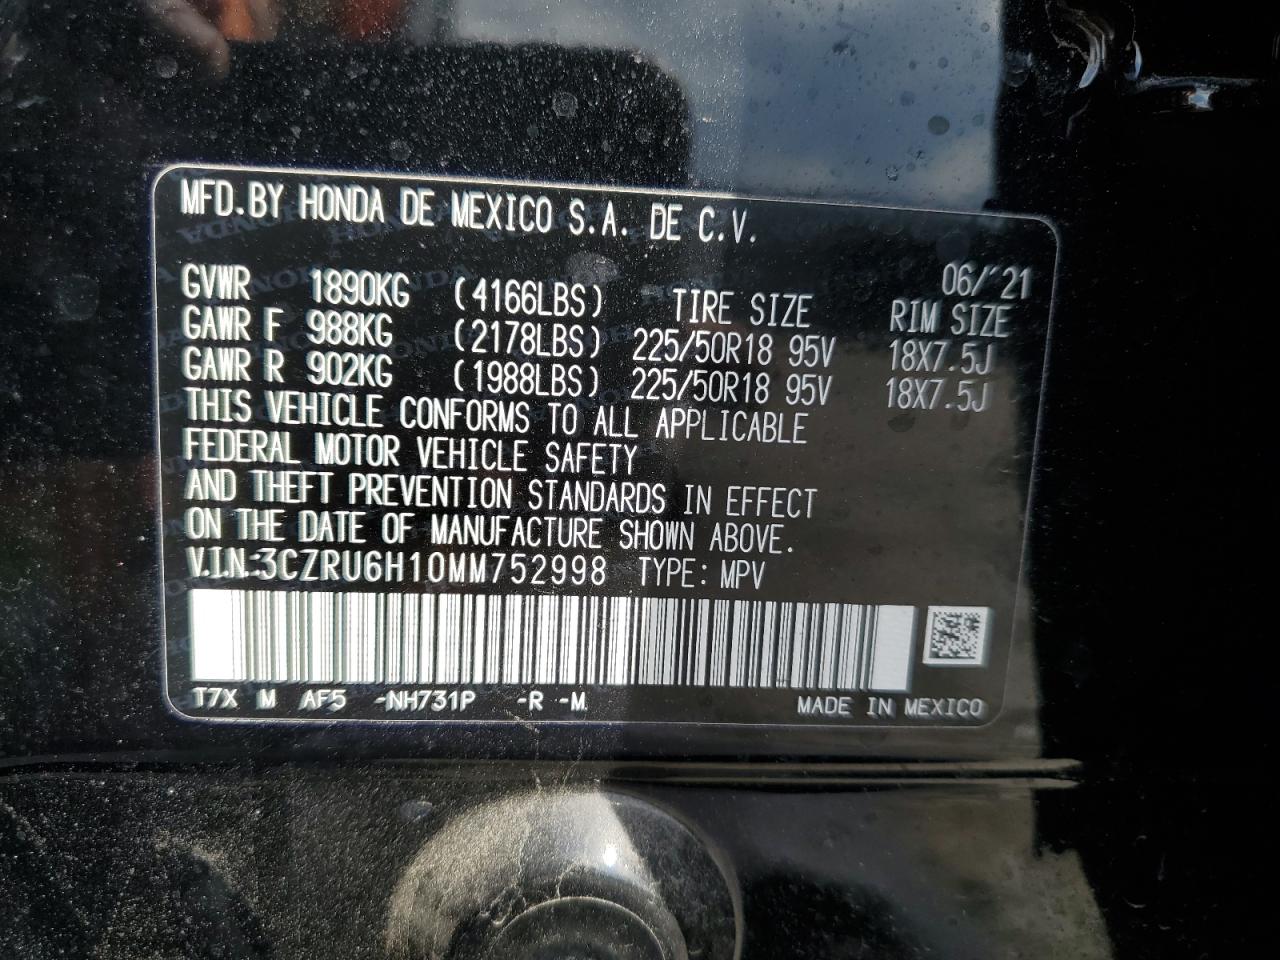 MFD.BY HONDA DE MEXICO S.A. DE C.V.
06/'21
GVWR 1890KG (4166LBS) TIRE SIZE RIM SIZE
GAWR F 988KG (2178LBS) 225/50R18 95V 18X7.5J
GAWR R 902KG (1988LBS) 225/50R18 95V 18X7.5J
THIS VEHICLE CONFORMS TO ALL APPLICABLE
FEDERAL MOTOR VEHICLE SAFETY
AND THEFT PREVENTION STANDARDS IN EFFECT
ON THE DATE OF MANUFACTURE SHOWN ABOVE.
V.I.N.:3CZRU6H10MM752998 TYPE: MPV
T7X M AF5 -NH731P -R -M. MADE IN MEXICO